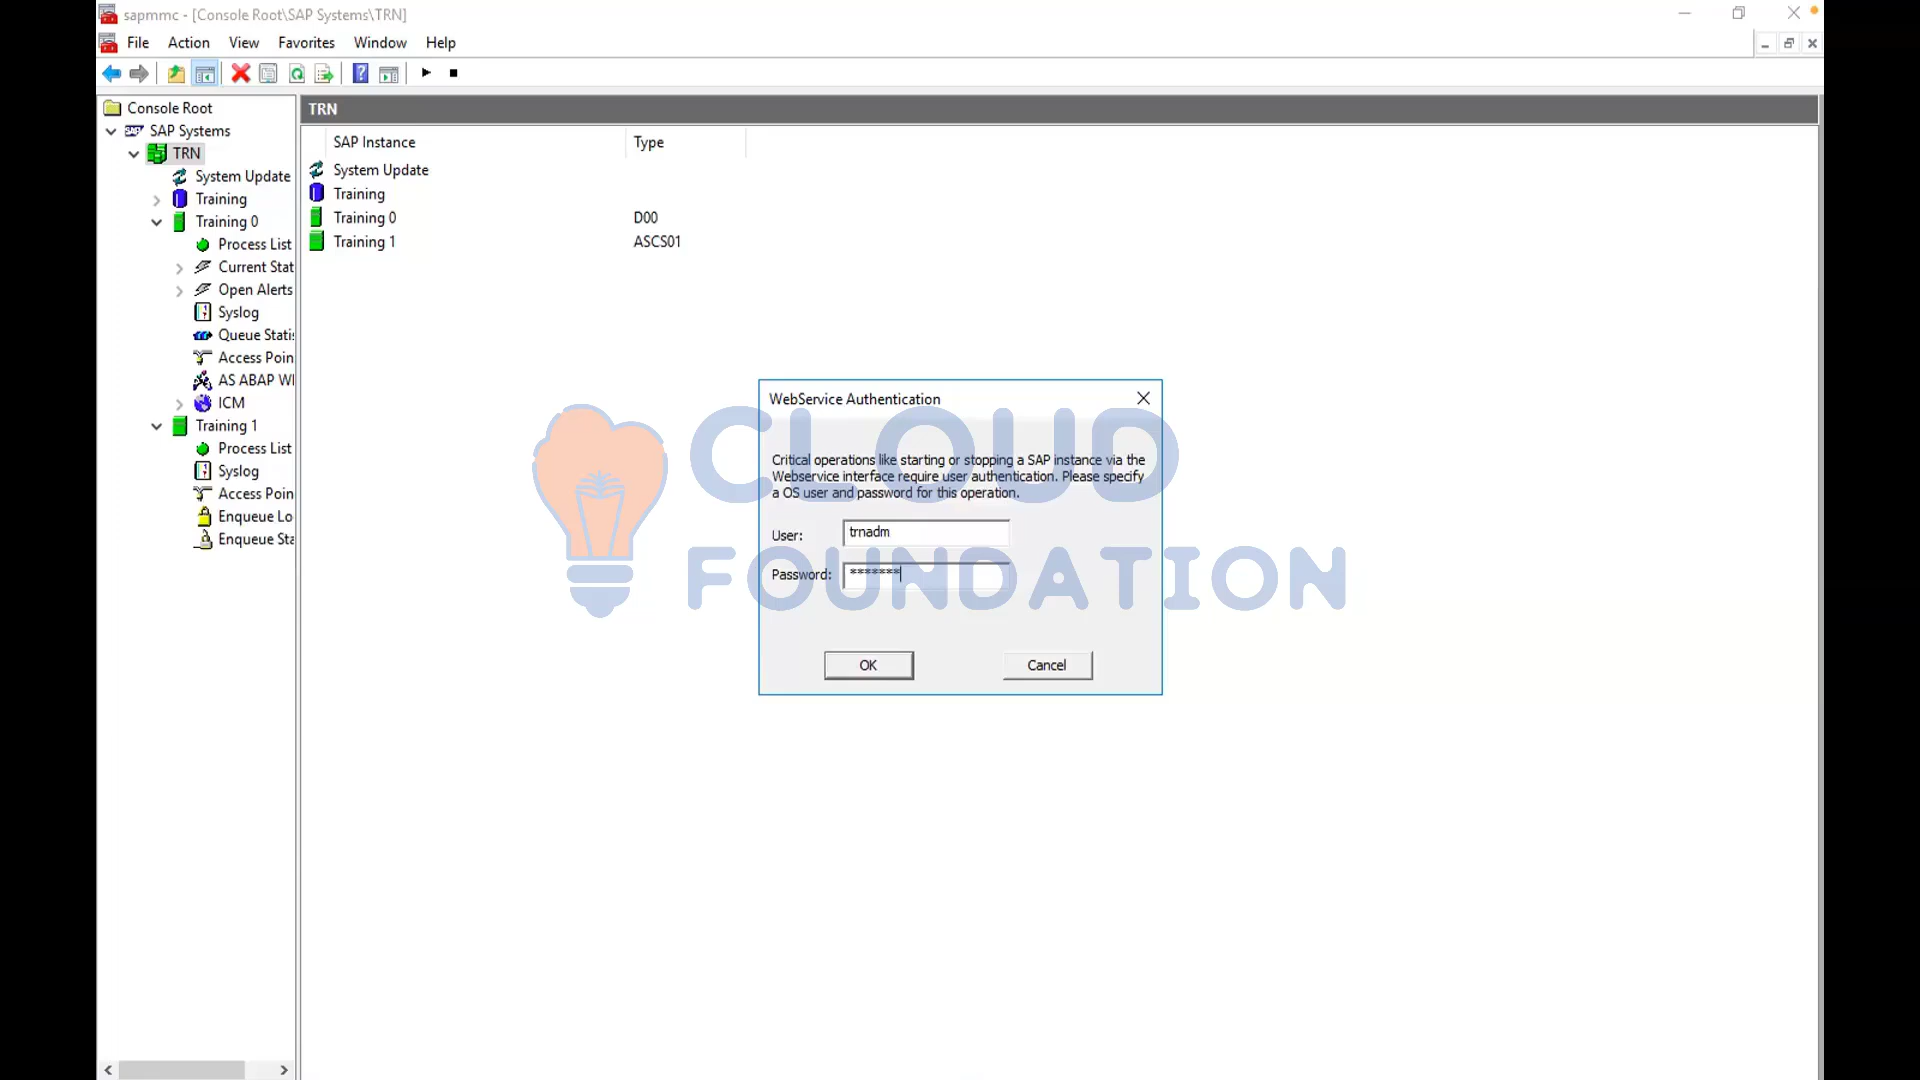 sapmmc - [Console Root\SAP Systems\TRN]
File Action View Favorites Window Help
Console Root
SAP Systems
TRN
System Update
Training
Training 0
Process List
Current Stat
Open Alerts
Syslog
Queue Statis
Access Poin
AS ABAP W
ICM
Training 1
Process List
Syslog
Access Poin
Enqueue Lo
Enqueue Sta
TRN
SAP Instance Type
System Update
Training
Training 0 D00
Training 1 ASCS01
WebService Authentication
Critical operations like starting or stopping a SAP instance via the
Webservice interface require user authentication. Please specify
a OS user and password for this operation.
User: trnadm
Password: *******
OK Cancel
CLOUD
FOUNDATION